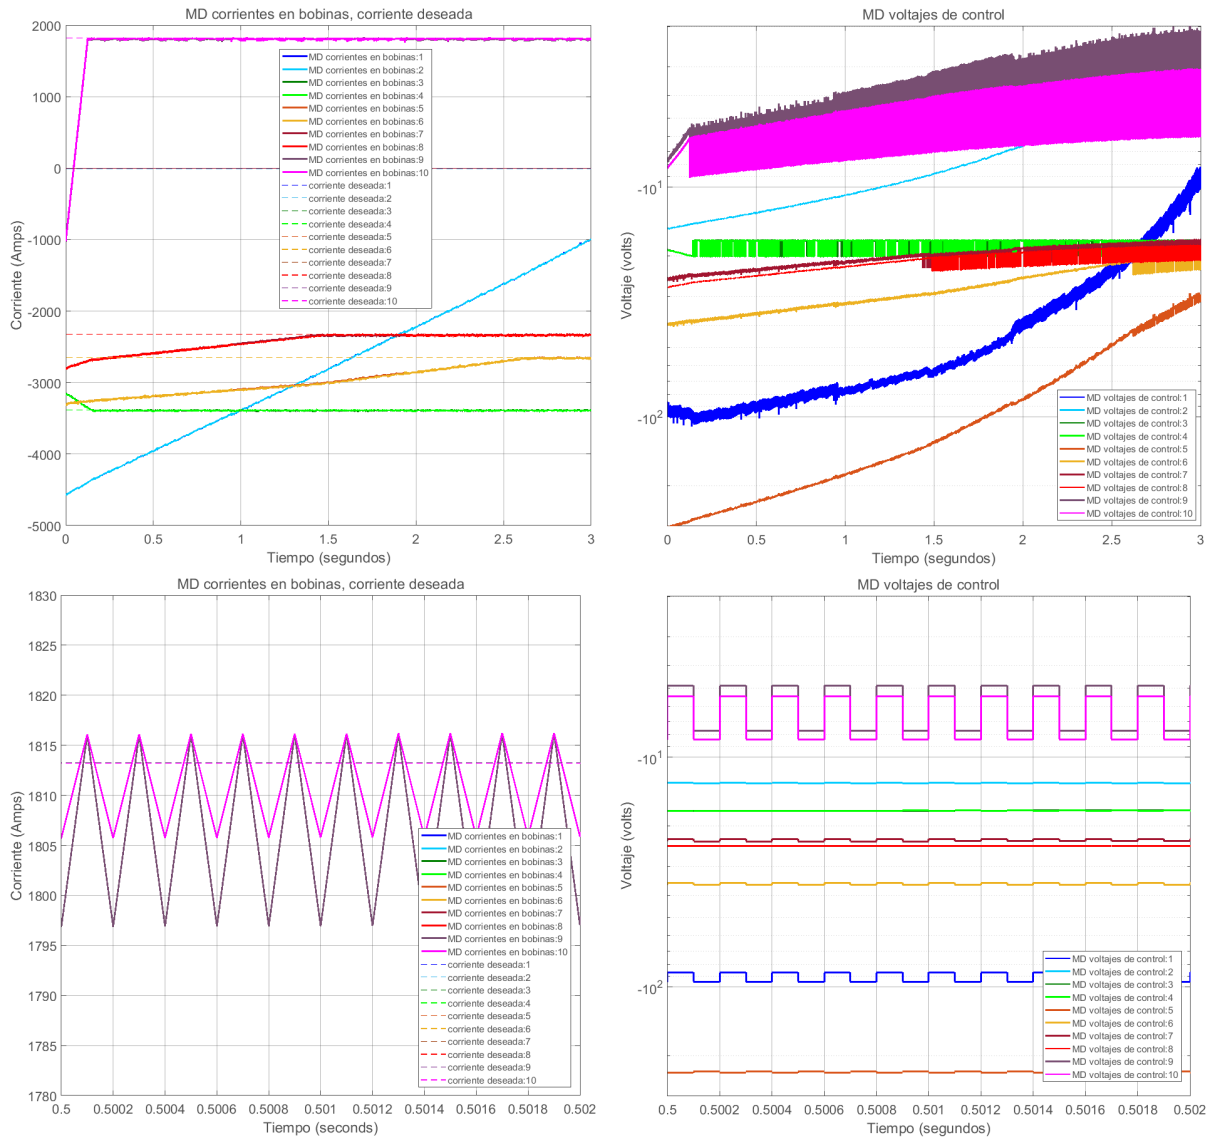 MD corrientes en bobinas, corriente deseada
Corriente (Amps)
2000
1000
0
-1000
-2000
-3000
-4000
-5000
MD corrientes en bobinas:1
MD corrientes en bobinas:2
MD corrientes en bobinas:3
MD corrientes en bobinas:4
MD corrientes en bobinas:5
MD corrientes en bobinas:6
MD corrientes en bobinas:7
MD corrientes en bobinas:8
MD corrientes en bobinas:9
MD corrientes en bobinas:10
corriente deseada:1
corriente deseada:2
corriente deseada:3
corriente deseada:4
corriente deseada:5
corriente deseada:6
corriente deseada:7
corriente deseada:8
corriente deseada:9
corriente deseada:10
0 0.5 1 1.5 2 2.5 3
Tiempo (segundos)
MD voltajes de control
Voltaje (volts)
-10^1
-10^2
MD voltajes de control:1
MD voltajes de control:2
MD voltajes de control:3
MD voltajes de control:4
MD voltajes de control:5
MD voltajes de control:6
MD voltajes de control:7
MD voltajes de control:8
MD voltajes de control:9
MD voltajes de control:10
0 0.5 1 1.5 2 2.5 3
Tiempo (segundos)
MD corrientes en bobinas, corriente deseada
Corriente (Amps)
1830
1825
1820
1815
1810
1805
1800
1795
1790
1785
1780
MD corrientes en bobinas:1
MD corrientes en bobinas:2
MD corrientes en bobinas:3
MD corrientes en bobinas:4
MD corrientes en bobinas:5
MD corrientes en bobinas:6
MD corrientes en bobinas:7
MD corrientes en bobinas:8
MD corrientes en bobinas:9
MD corrientes en bobinas:10
corriente deseada:1
corriente deseada:2
corriente deseada:3
corriente deseada:4
corriente deseada:5
corriente deseada:6
corriente deseada:7
corriente deseada:8
corriente deseada:9
corriente deseada:10
0.5 0.5002 0.5004 0.5006 0.5008 0.501 0.5012 0.5014 0.5016 0.5018 0.502
Tiempo (seconds)
MD voltajes de control
Voltaje (volts)
-10^1
-10^2
MD voltajes de control:1
MD voltajes de control:2
MD voltajes de control:3
MD voltajes de control:4
MD voltajes de control:5
MD voltajes de control:6
MD voltajes de control:7
MD voltajes de control:8
MD voltajes de control:9
MD voltajes de control:10
0.5 0.5002 0.5004 0.5006 0.5008 0.501 0.5012 0.5014 0.5016 0.5018 0.502
Tiempo (segundos)